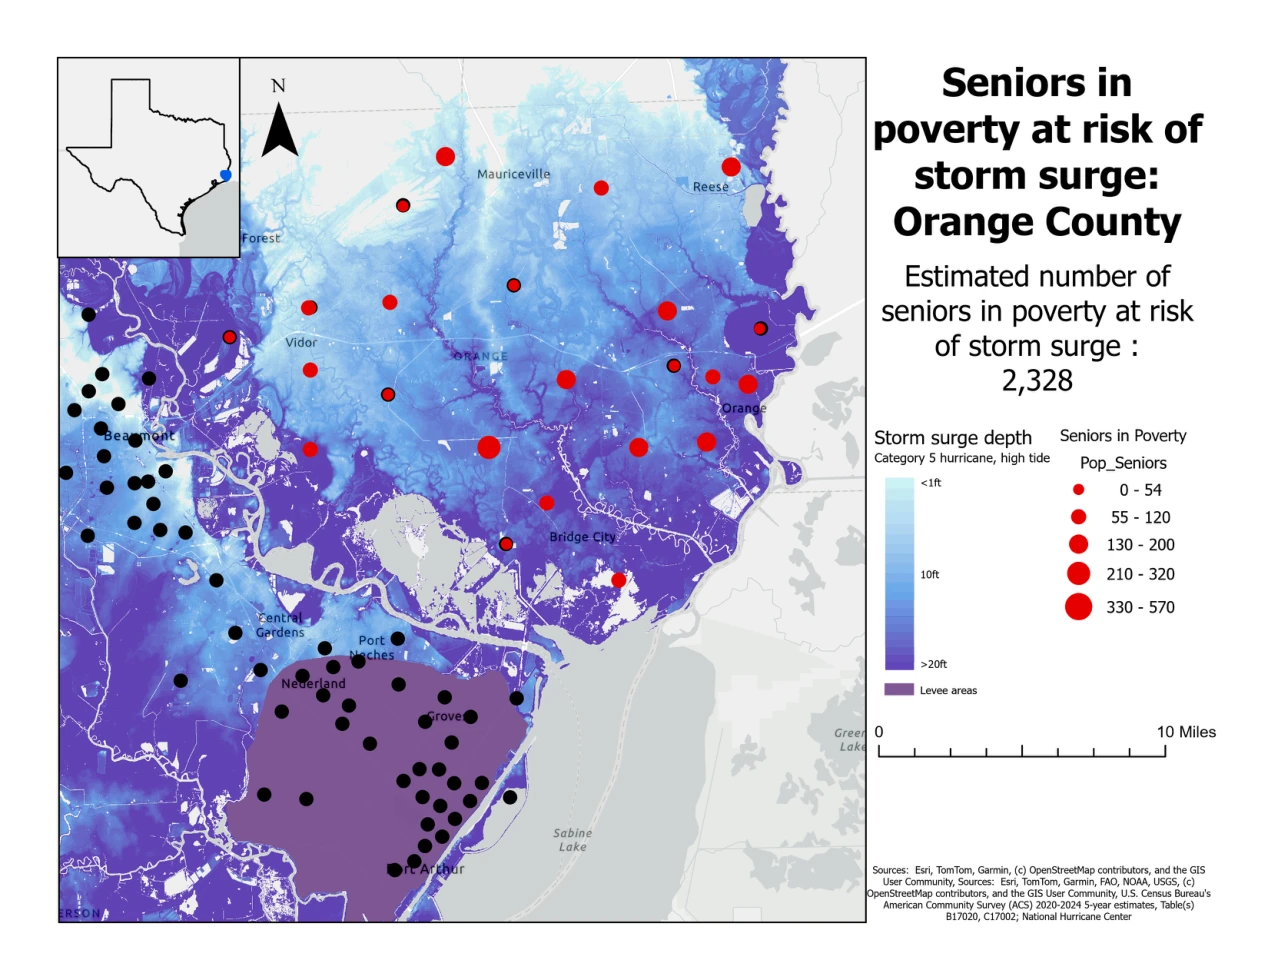 Seniors in
poverty at risk of
storm surge:
Orange County
Estimated number of
seniors in poverty at risk
of storm surge :
2,328
N
Mauriceville
Reese
Forest
Vidor
ORANGE
Orange
Beaumont
Bridge City
Central
Gardens
Port
Neches
Nederland
Groves
Green
Lake
Sabine
Lake
Port Arthur
ERSON
Storm surge depth
Category 5 hurricane, high tide
<1ft
10ft
>20ft
Levee areas
Seniors in Poverty
Pop_Seniors
0 - 54
55 - 120
130 - 200
210 - 320
330 - 570
0 10 Miles
Sources: Esri, TomTom, Garmin, (c) OpenStreetMap contributors, and the GIS
User Community, Sources: Esri, TomTom, Garmin, FAO, NOAA, USGS, (c)
OpenStreetMap contributors, and the GIS User Community, U.S. Census Bureau's
American Community Survey (ACS) 2020-2024 5-year estimates, Table(s)
B17020, C17002; National Hurricane Center